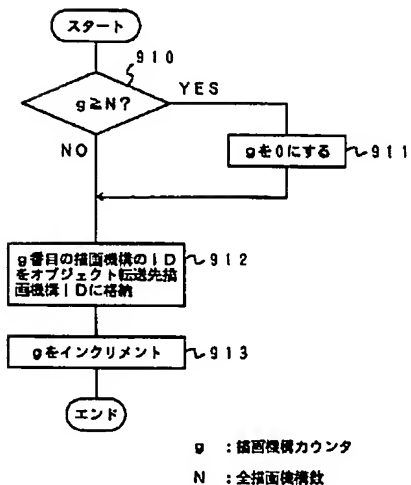 スタート
910
g≧N?
YES
NO
gを0にする
911
g番目の描画機構のID
をオブジェクト転送先描
画機構IDに格納
912
gをインクリメント
913
エンド
g :描画機構カウンタ
N :全描画機構数